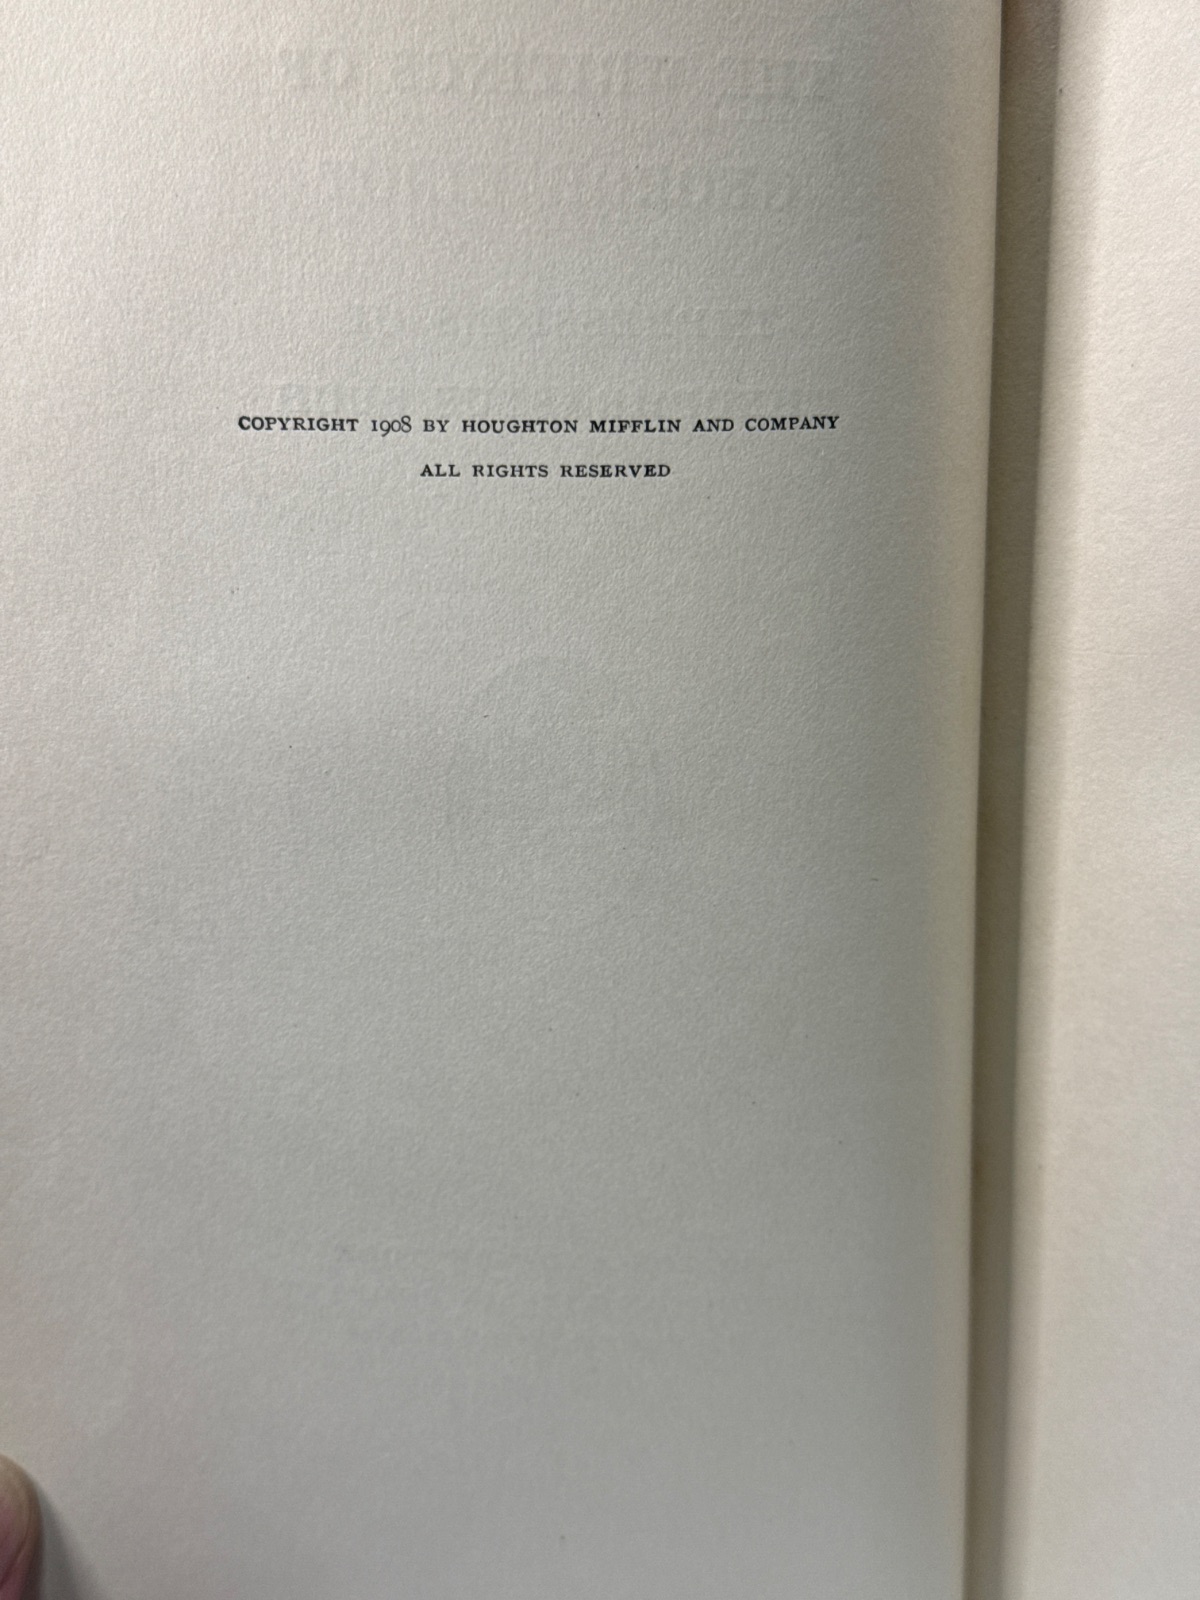 COPYRIGHT 1908 BY HOUGHTON MIFFLIN AND COMPANY
ALL RIGHTS RESERVED